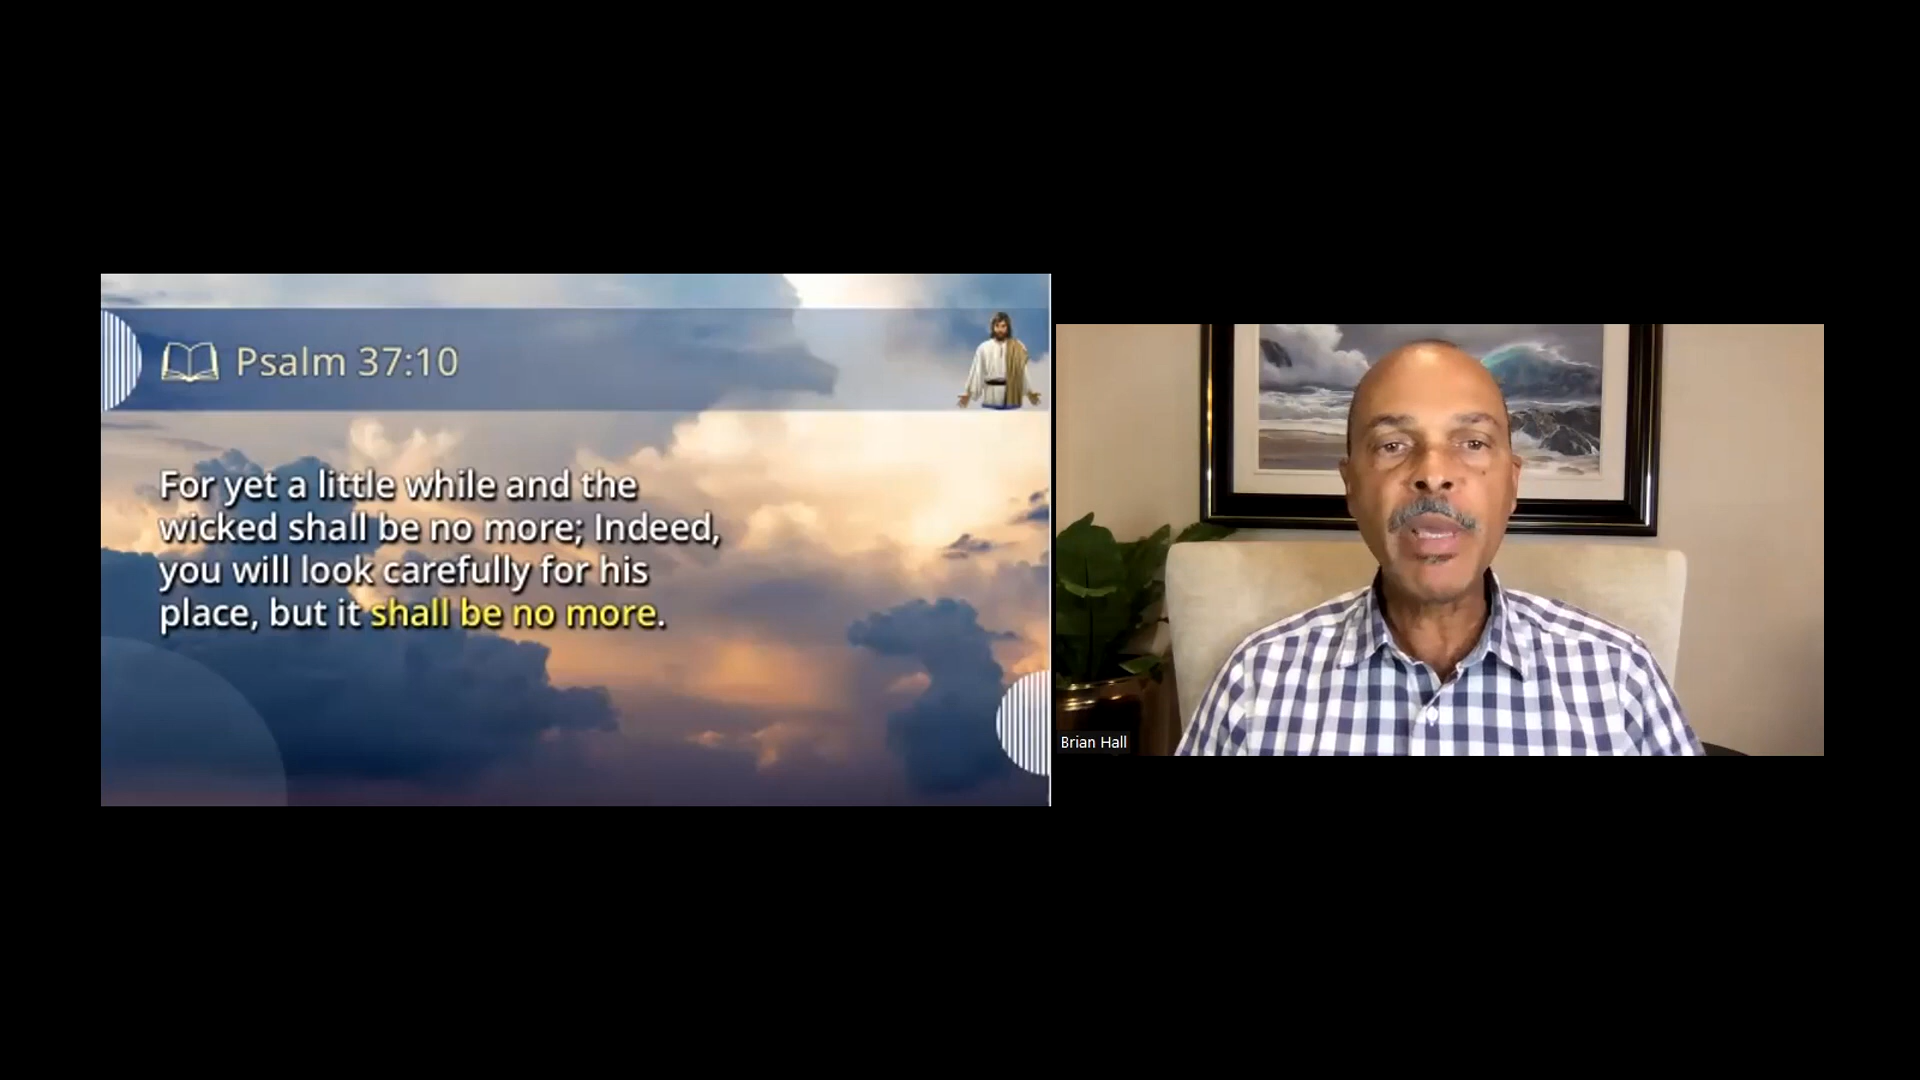 Psalm 37:10
For yet a little while and the
wicked shall be no more; Indeed,
you will look carefully for his
place, but it shall be no more.
Brian Hall